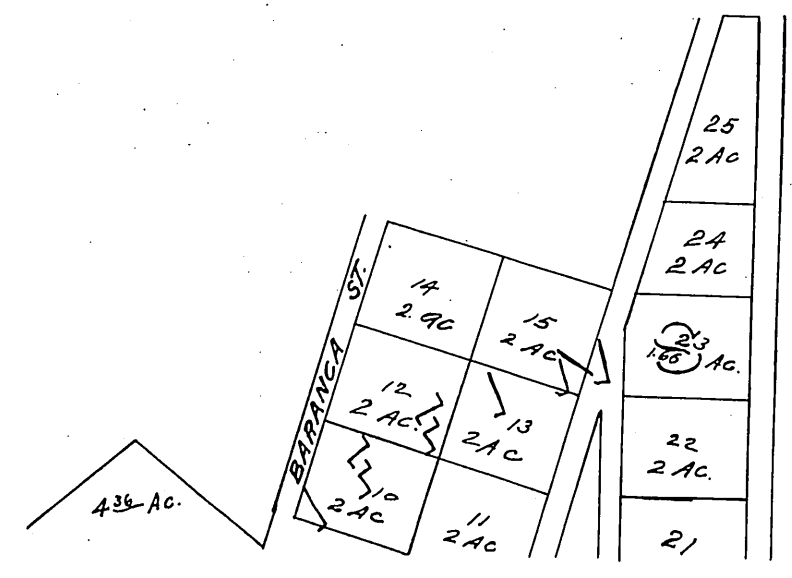 25
2 AC
24
2 AC
23
1.66 AC.
22
2 AC.
21
BARANCA ST.
14
2. ac
15
2 AC
12
2 AC.
13
2 AC
10
2 AC
11
2 AC
4 36 AC.